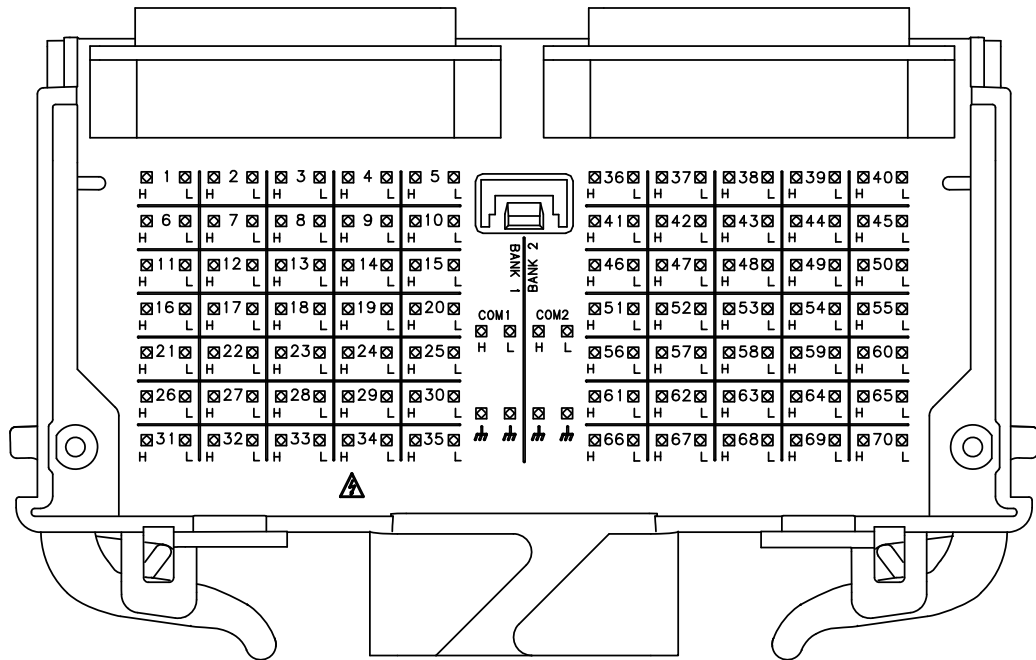 1 2 3 4 5 36 37 38 39 40
H L H L H L H L H L H L H L H L H L H L
6 7 8 9 10 41 42 43 44 45
H L H L H L H L H L H L H L H L H L H L
BANK 1
BANK 2
11 12 13 14 15 46 47 48 49 50
H L H L H L H L H L H L H L H L H L H L
16 17 18 19 20 COM1 COM2 51 52 53 54 55
H L H L H L H L H L H L H L H L H L H L
H L H L
21 22 23 24 25 56 57 58 59 60
H L H L H L H L H L H L H L H L H L H L
26 27 28 29 30 61 62 63 64 65
H L H L H L H L H L H L H L H L H L H L
31 32 33 34 35 66 67 68 69 70
H L H L H L H L H L H L H L H L H L H L